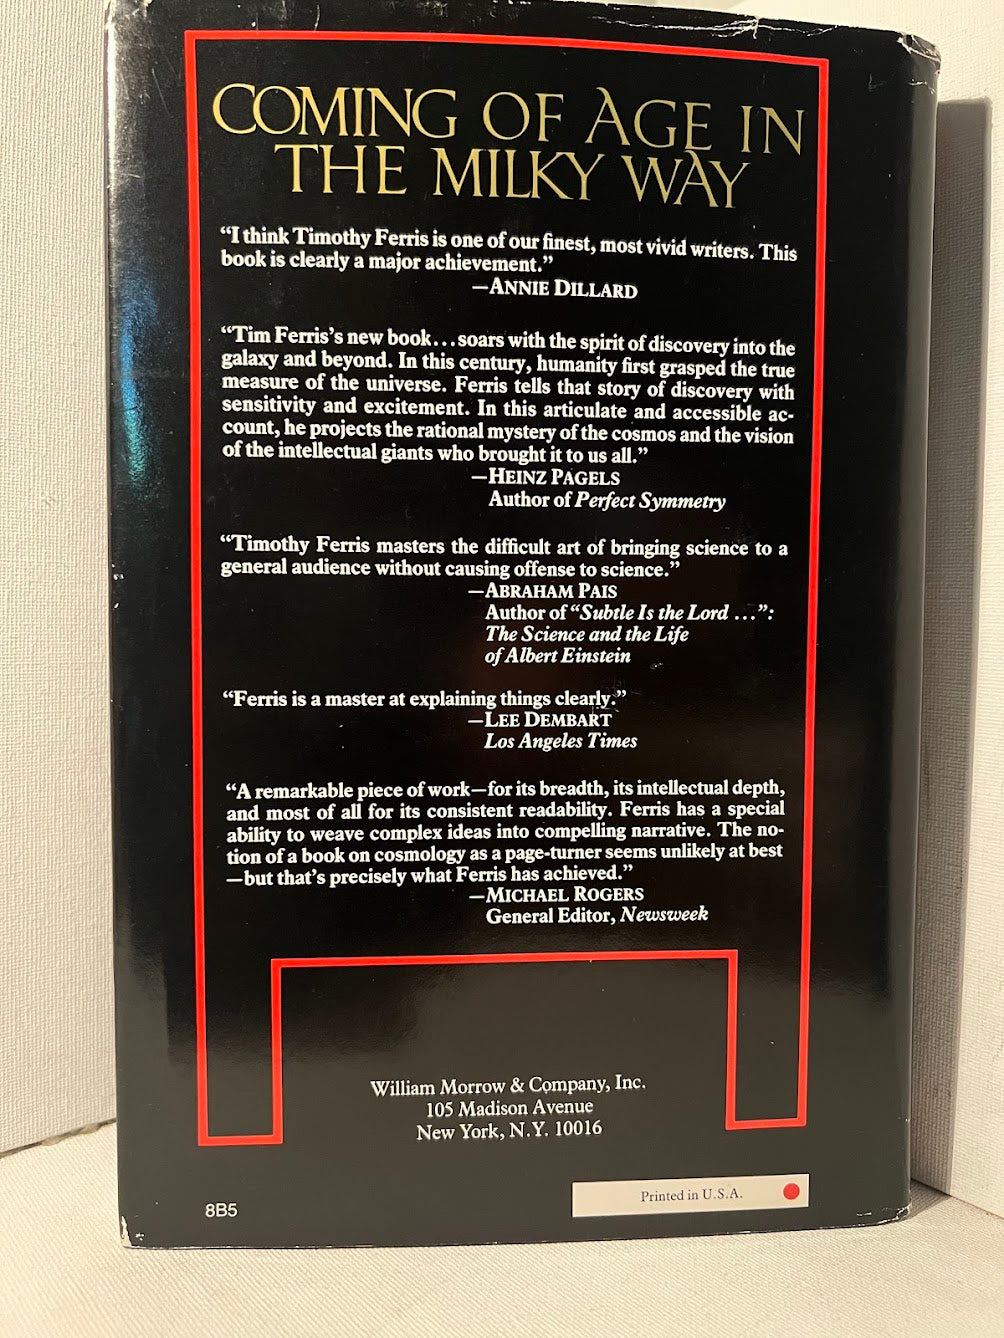 COMING OF AGE IN
THE MILKY WAY
“I think Timothy Ferris is one of our finest, most vivid writers. This
book is clearly a major achievement.”
—ANNIE DILLARD
“Tim Ferris’s new book...soars with the spirit of discovery into the
galaxy and beyond. In this century, humanity first grasped the true
measure of the universe. Ferris tells that story of discovery with
sensitivity and excitement. In this articulate and accessible ac-
count, he projects the rational mystery of the cosmos and the vision
of the intellectual giants who brought it to us all.”
—HEINZ PAGELS
Author of Perfect Symmetry
“Timothy Ferris masters the difficult art of bringing science to a
general audience without causing offense to science.”
—ABRAHAM PAIS
Author of “Subtle Is the Lord ...”:
The Science and the Life
of Albert Einstein
“Ferris is a master at explaining things clearly.”
—LEE DEMBART
Los Angeles Times
“A remarkable piece of work—for its breadth, its intellectual depth,
and most of all for its consistent readability. Ferris has a special
ability to weave complex ideas into compelling narrative. The no-
tion of a book on cosmology as a page-turner seems unlikely at best
—but that’s precisely what Ferris has achieved.”
—MICHAEL ROGERS
General Editor, Newsweek
William Morrow & Company, Inc.
105 Madison Avenue
New York, N.Y. 10016
Printed in U.S.A.
8B5